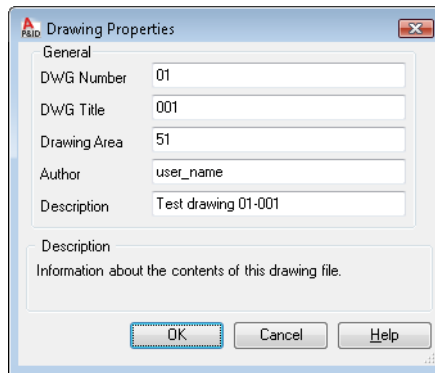 A
P&ID
Drawing Properties
General
DWG Number 01
DWG Title 001
Drawing Area 51
Author user_name
Description Test drawing 01-001
Description
Information about the contents of this drawing file.
OK Cancel Help